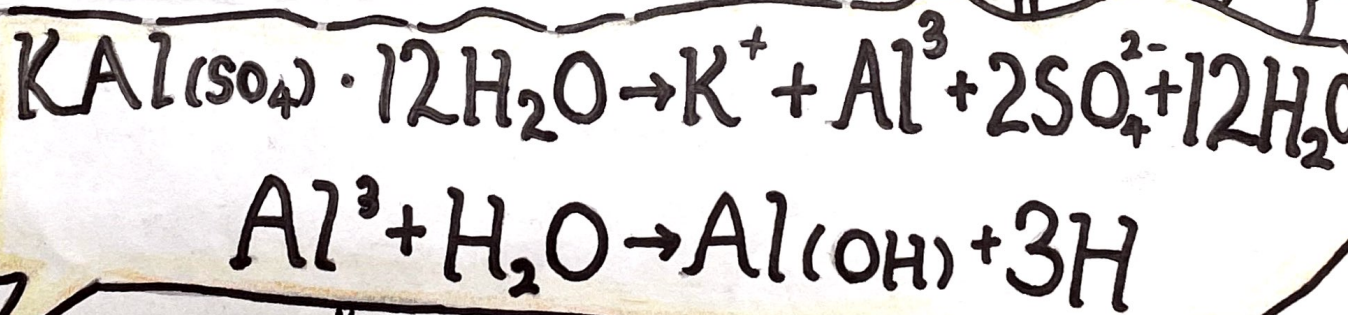 KAl(SO₄)·12H₂O→K⁺+Al³+2SO₄²⁻+12H₂O
Al³+H₂O→Al(OH)+3H